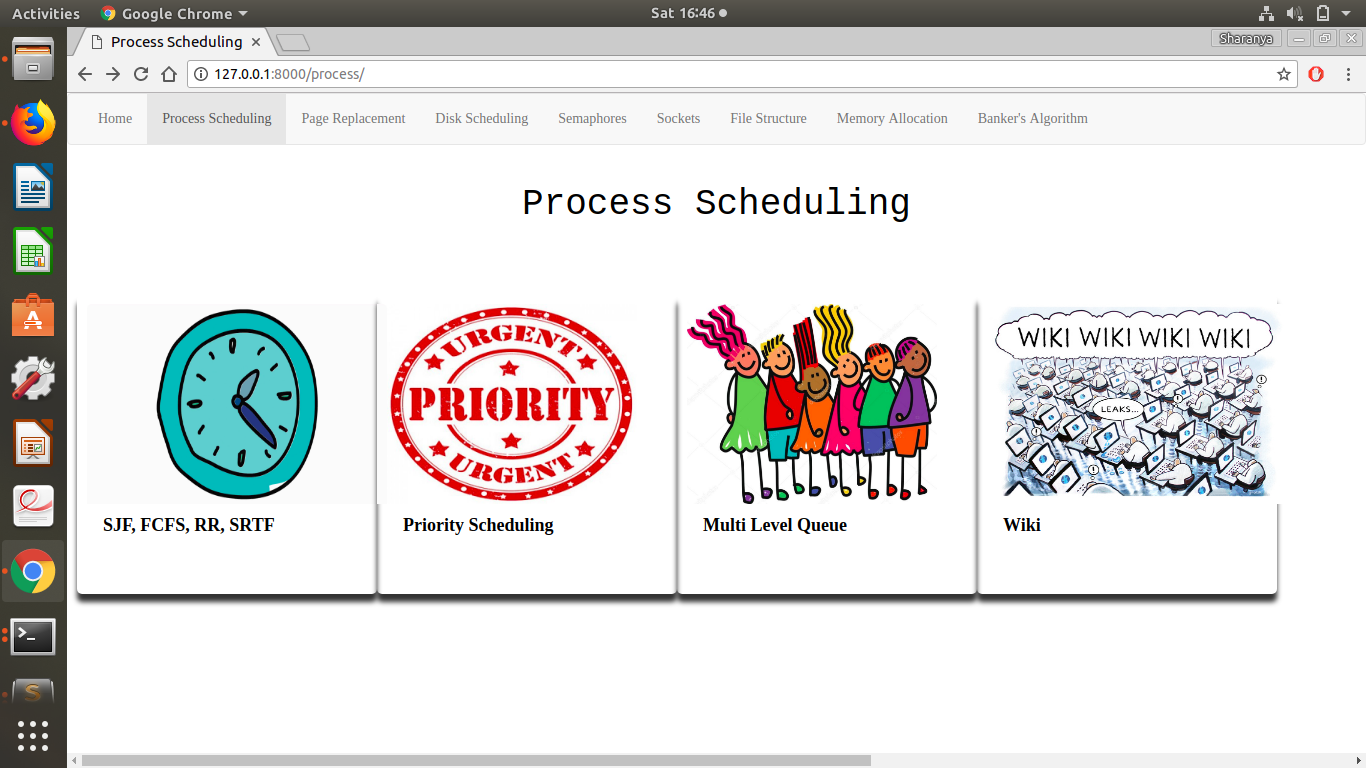 Activities Google Chrome Sat 16:46
Process Scheduling Sharanya
127.0.0.1:8000/process/
Home Process Scheduling Page Replacement Disk Scheduling Semaphores Sockets File Structure Memory Allocation Banker's Algorithm
Process Scheduling
URGENT
PRIORITY
URGENT
WIKI WIKI WIKI WIKI
LEAKS...
SJF, FCFS, RR, SRTF
Priority Scheduling
Multi Level Queue
Wiki